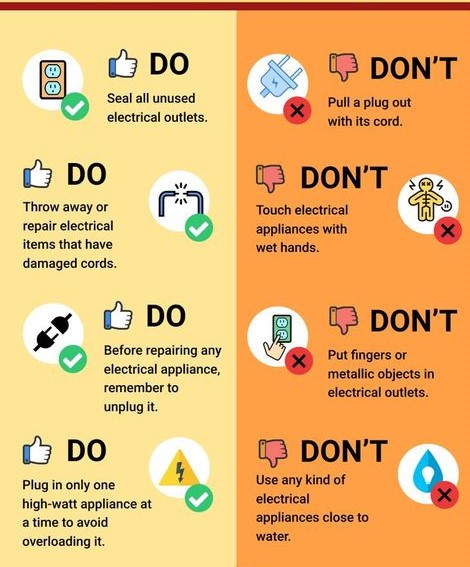 DO
Seal all unused
electrical outlets.
DON'T
Pull a plug out
with its cord.
DO
Throw away or
repair electrical
items that have
damaged cords.
DON'T
Touch electrical
appliances with
wet hands.
DO
Before repairing any
electrical appliance,
remember to
unplug it.
DON'T
Put fingers or
metallic objects in
electrical outlets.
DO
Plug in only one
high-watt appliance at
a time to avoid
overloading it.
DON'T
Use any kind of
electrical
appliances close to
water.